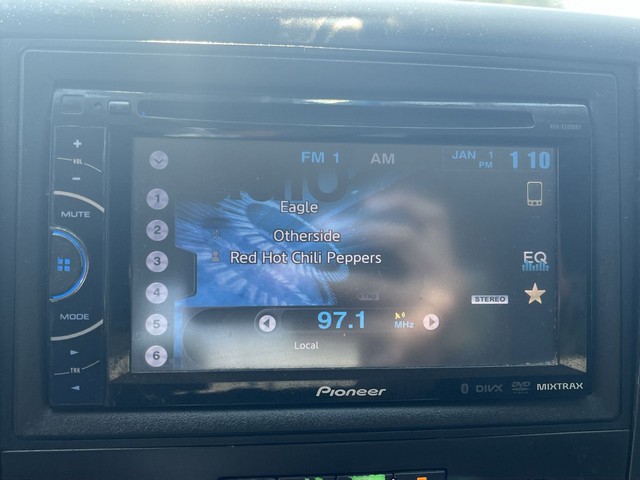 FM 1 AM JAN 1 PM 1 10
+
VOL
−
1
MUTE
Eagle
2
Otherside
3
Red Hot Chili Peppers
EQ
4
STEREO
MODE
5
97.1 MHz
Local
6
TRK
Pioneer
DIVX DVD MIXTRAX